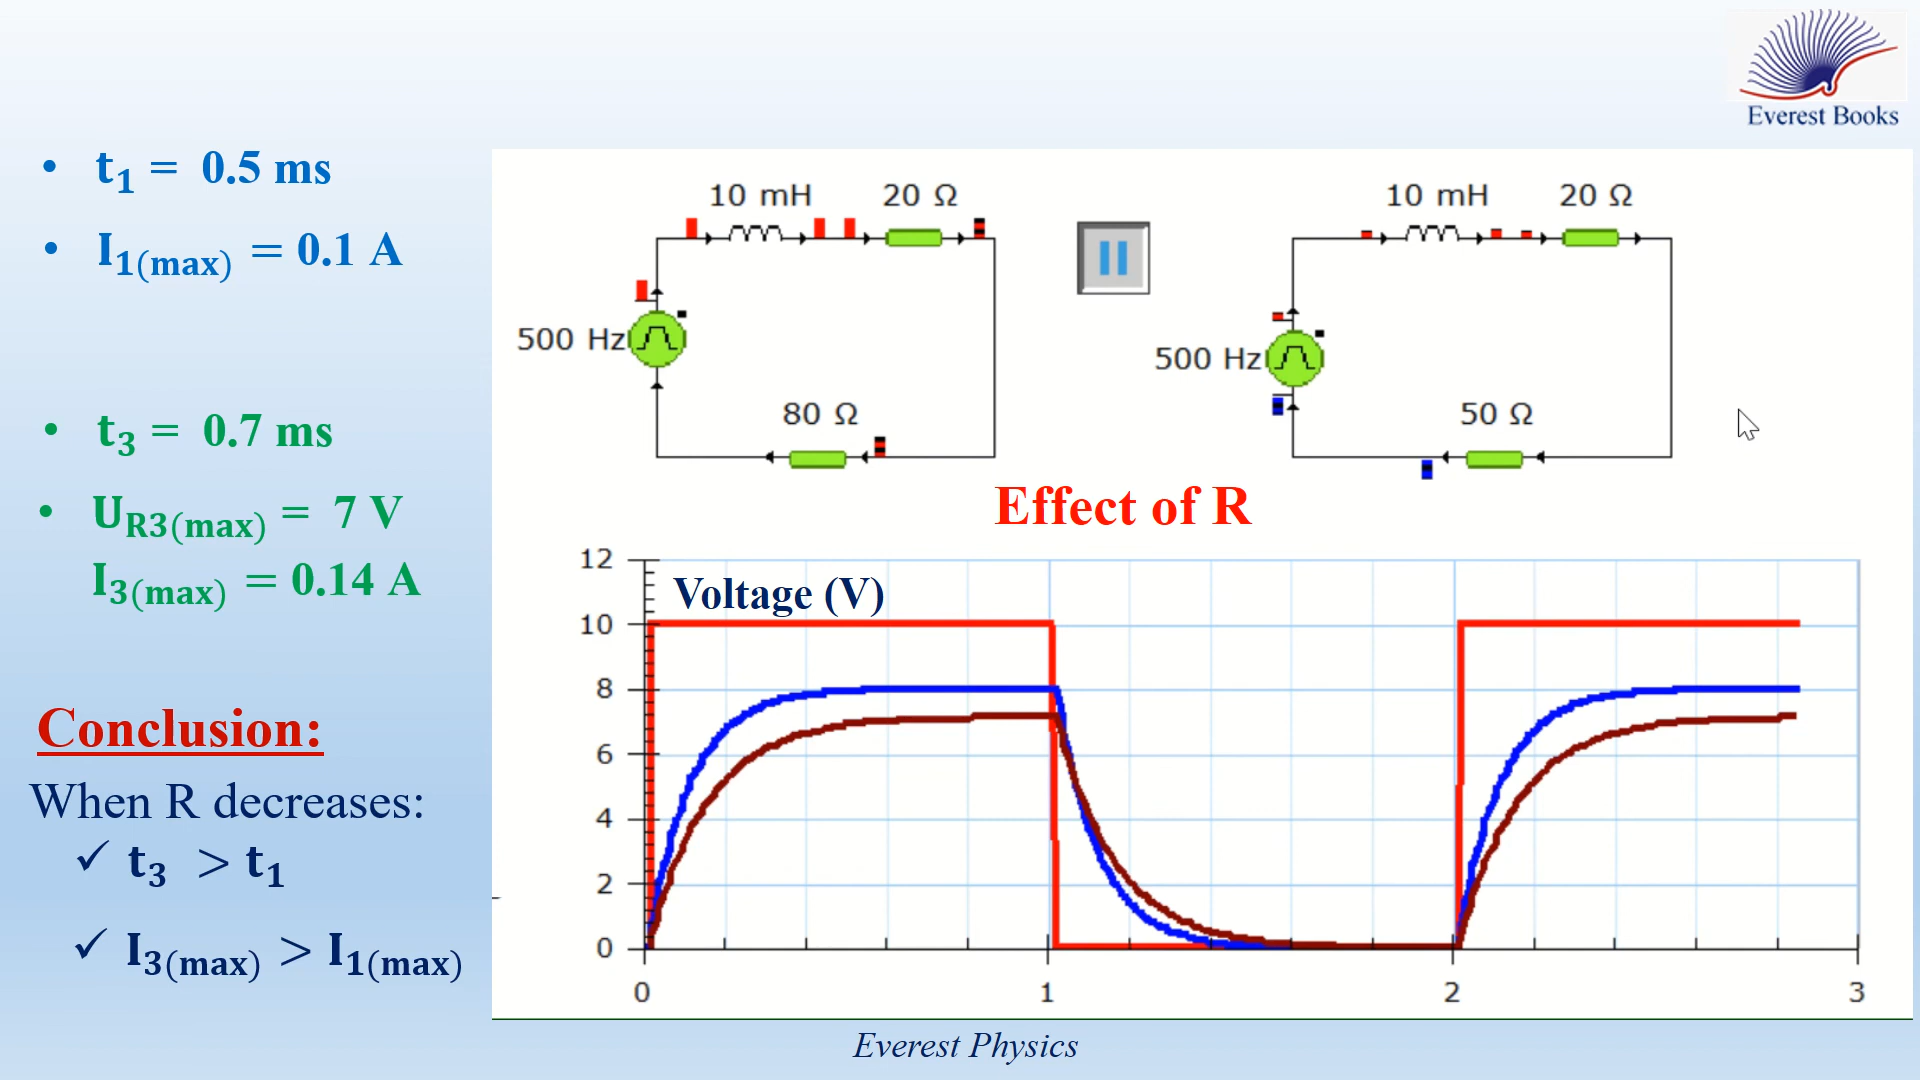 Everest Books
• t₁ = 0.5 ms
• I₁₍max₎ = 0.1 A
• t₃ = 0.7 ms
• U_R3(max) = 7 V
I₃₍max₎ = 0.14 A
Conclusion:
When R decreases:
✓ t₃ > t₁
✓ I₃₍max₎ > I₁₍max₎
10 mH 20 Ω
500 Hz
80 Ω
10 mH 20 Ω
500 Hz
50 Ω
Effect of R
Voltage (V)
12
10
8
6
4
2
0
0 1 2 3
Everest Physics